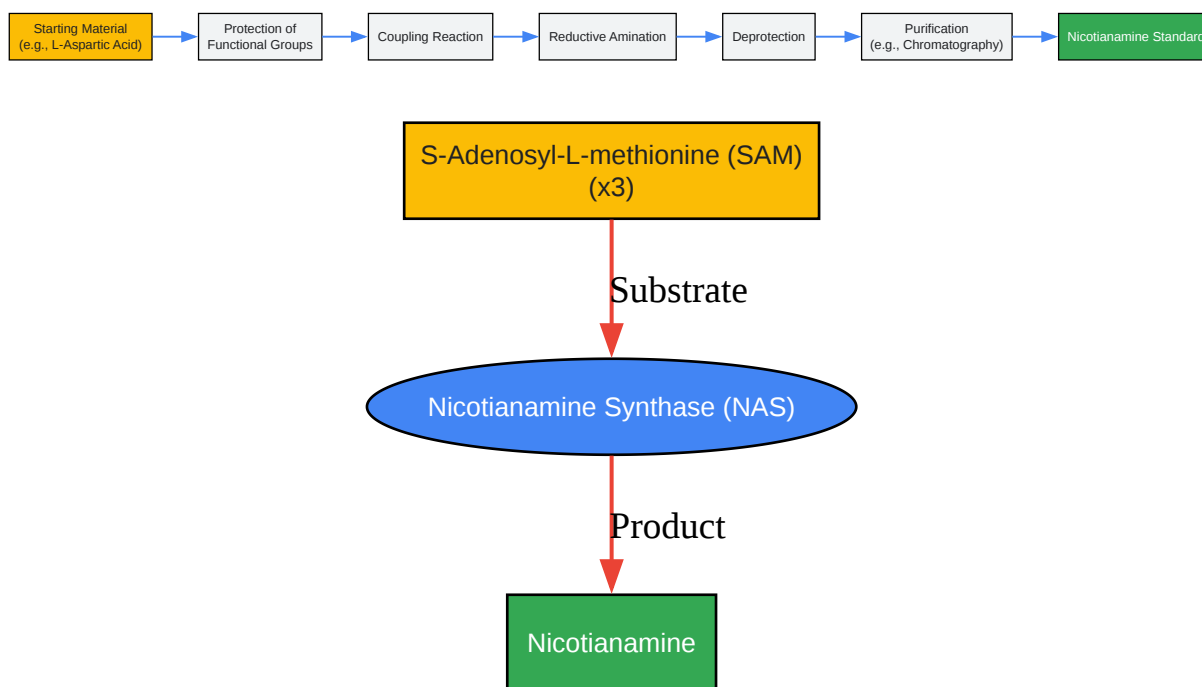 Starting Material
(e.g., L-Aspartic Acid)
Protection of
Functional Groups
Coupling Reaction
Reductive Amination
Deprotection
Purification
(e.g., Chromatography)
Nicotianamine Standard
S-Adenosyl-L-methionine (SAM)
(x3)
Substrate
Nicotianamine Synthase (NAS)
Product
Nicotianamine